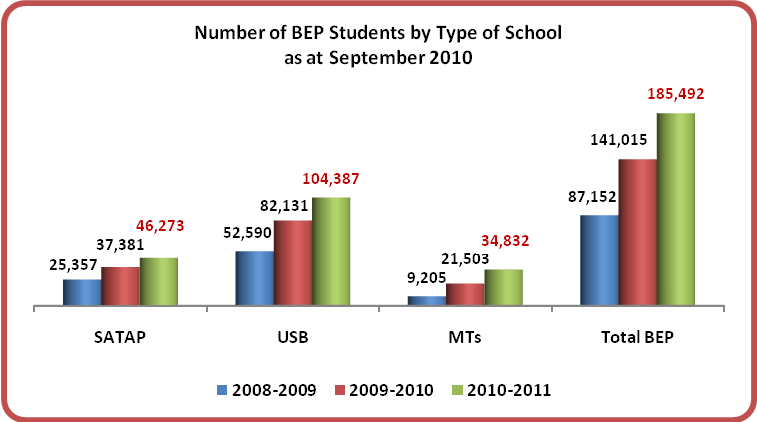 Number of BEP Students by Type of School
as at September 2010
25,357
37,381
46,273
52,590
82,131
104,387
9,205
21,503
34,832
87,152
141,015
185,492
SATAP
USB
MTs
Total BEP
2008-2009
2009-2010
2010-2011